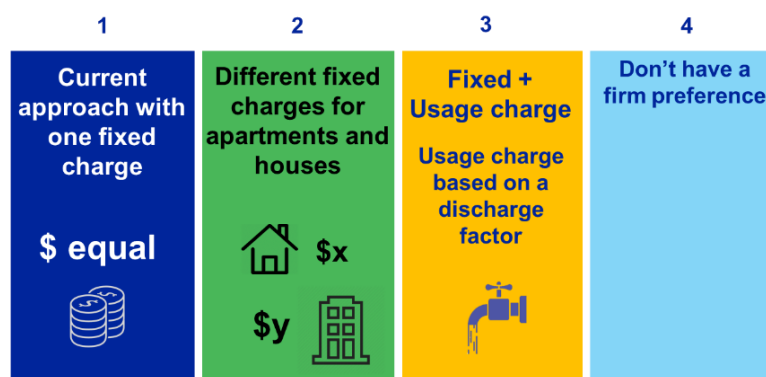 1
2
3
4
Current
approach with
one fixed
charge
$ equal
Different fixed
charges for
apartments and
houses
$x
$y
Fixed +
Usage charge
Usage charge
based on a
discharge
factor
Don't have a
firm preference